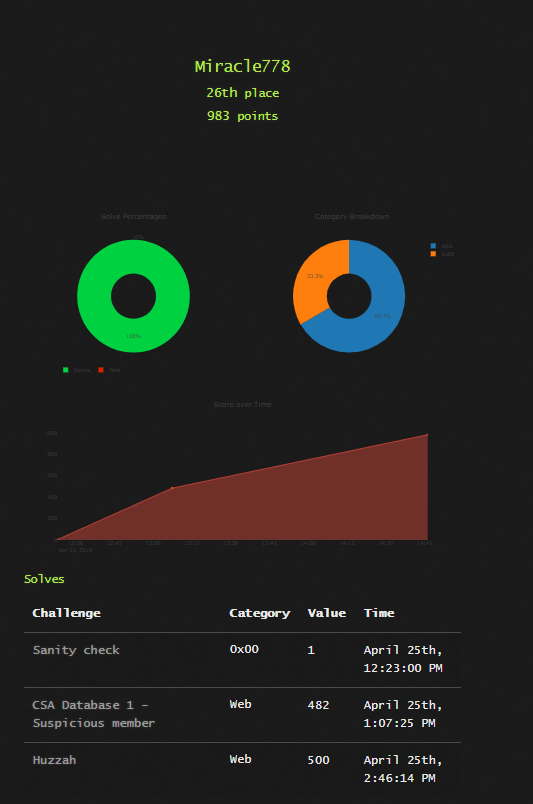 Miracle778
26th place
983 points
Solve Percentages
Category Breakdown
0%
33.3%
66.7%
100%
Web
0x00
Solves Fails
Score over Time
Solves
Challenge Category Value Time
Sanity check 0x00 1 April 25th,
12:23:00 PM
CSA Database 1 - Web 482 April 25th,
Suspicious member 1:07:25 PM
Huzzah Web 500 April 25th,
2:46:14 PM